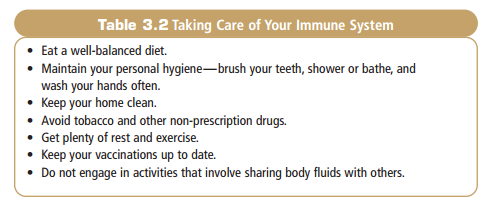 Table 3.2 Taking Care of Your Immune System
• Eat a well-balanced diet.
• Maintain your personal hygiene—brush your teeth, shower or bathe, and
wash your hands often.
• Keep your home clean.
• Avoid tobacco and other non-prescription drugs.
• Get plenty of rest and exercise.
• Keep your vaccinations up to date.
• Do not engage in activities that involve sharing body fluids with others.